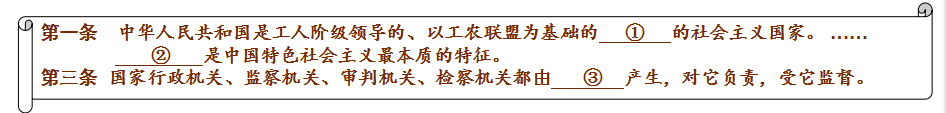 第一条 中华人民共和国是工人阶级领导的、以工农联盟为基础的 ① 的社会主义国家。 ……
② 是中国特色社会主义最本质的特征。
第三条 国家行政机关、监察机关、审判机关、检察机关都由 ③ 产生，对它负责，受它监督。